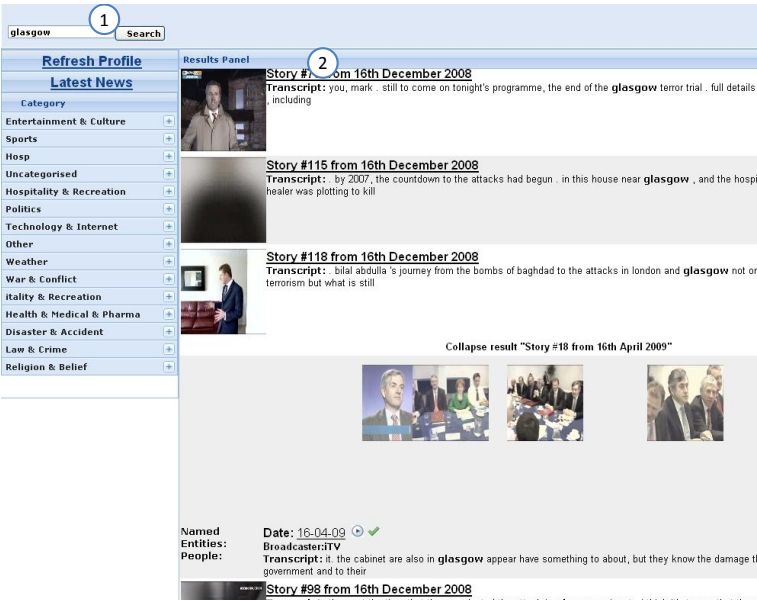 1
glasgow Search
2
Refresh Profile
Latest News
Category
Entertainment & Culture
Sports
Hosp
Uncategorised
Hospitality & Recreation
Politics
Technology & Internet
Other
Weather
War & Conflict
itality & Recreation
Health & Medical & Pharma
Disaster & Accident
Law & Crime
Religion & Belief
Results Panel
Story #7 om 16th December 2008
Transcript: you, mark . still to come on tonight's programme, the end of the glasgow terror trial . full details
, including
Story #115 from 16th December 2008
Transcript: . by 2007, the countdown to the attacks had begun . in this house near glasgow , and the hospi
healer was plotting to kill
Story #118 from 16th December 2008
Transcript: . bilal abdulla 's journey from the bombs of baghdad to the attacks in london and glasgow not or
terrorism but what is still
Collapse result "Story #18 from 16th April 2009"
Named
Entities:
People:
Date: 16-04-09
Broadcaster:iTV
Transcript: it. the cabinet are also in glasgow appear have something to about, but they know the damage t
government and to their
Story #98 from 16th December 2008